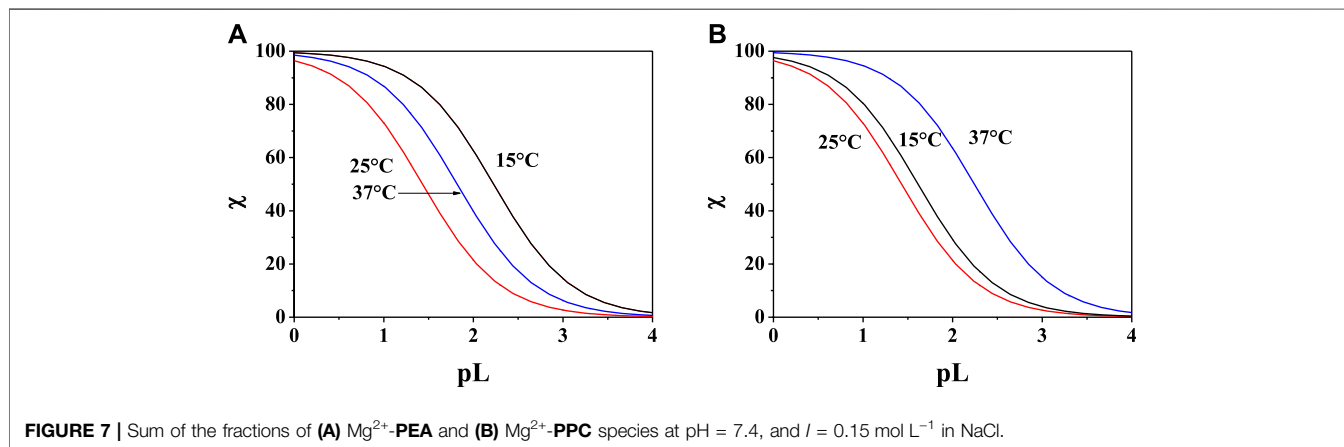 A
100
80
60
40
20
0
χ
25°C
37°C
15°C
0 1 2 3 4
pL
B
100
80
60
40
20
0
χ
25°C
15°C
37°C
0 1 2 3 4
pL
FIGURE 7 | Sum of the fractions of (A) Mg²⁺-PEA and (B) Mg²⁺-PPC species at pH = 7.4, and I = 0.15 mol L⁻¹ in NaCl.